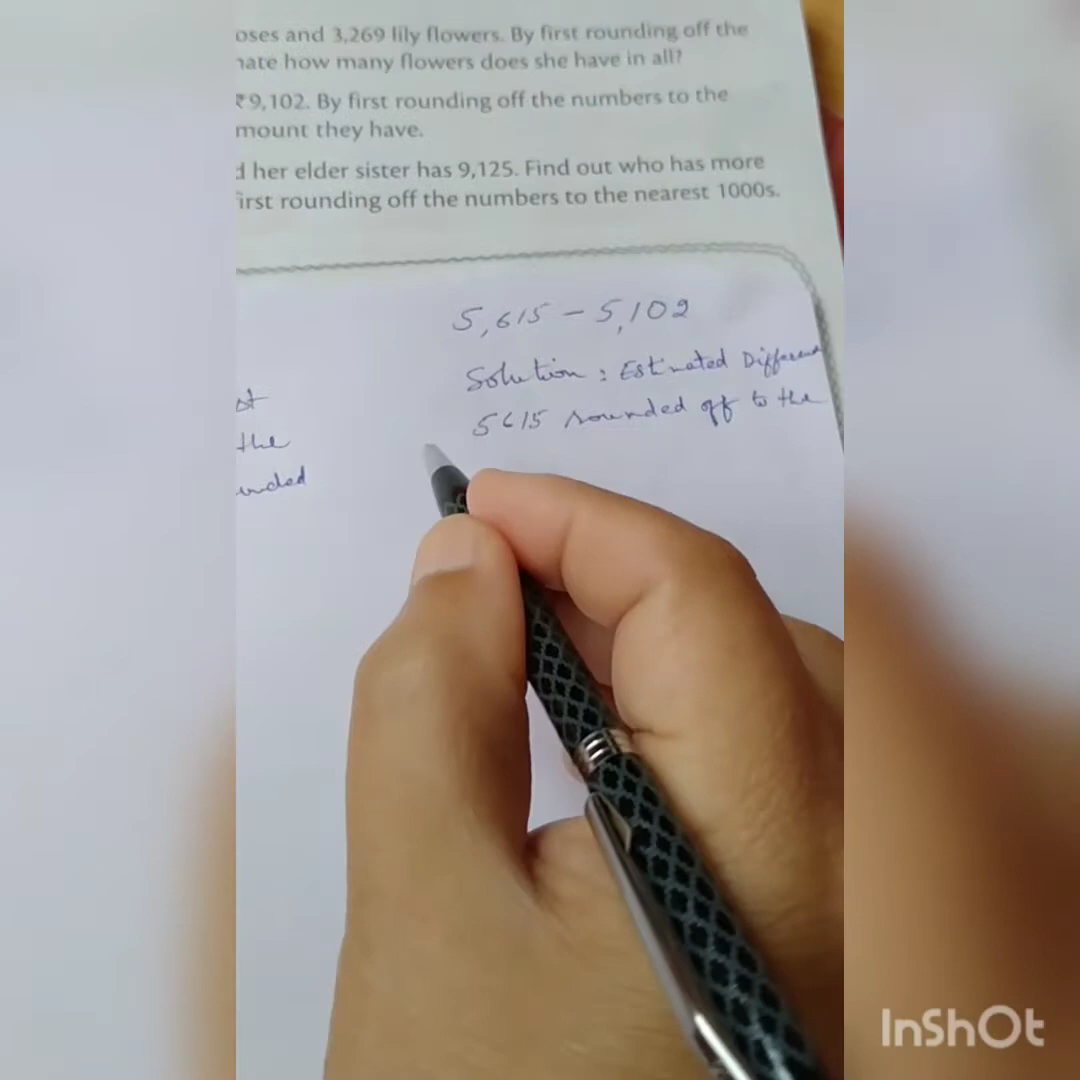 oses and 3,269 lily flowers. By first rounding off the
nate how many flowers does she have in all?
₹9,102. By first rounding off the numbers to the
mount they have.
d her elder sister has 9,125. Find out who has more
irst rounding off the numbers to the nearest 1000s.
5,615 - 5,102
Solution : Estimated Difference
st
5615 rounded off to the
the
unded
InShOt